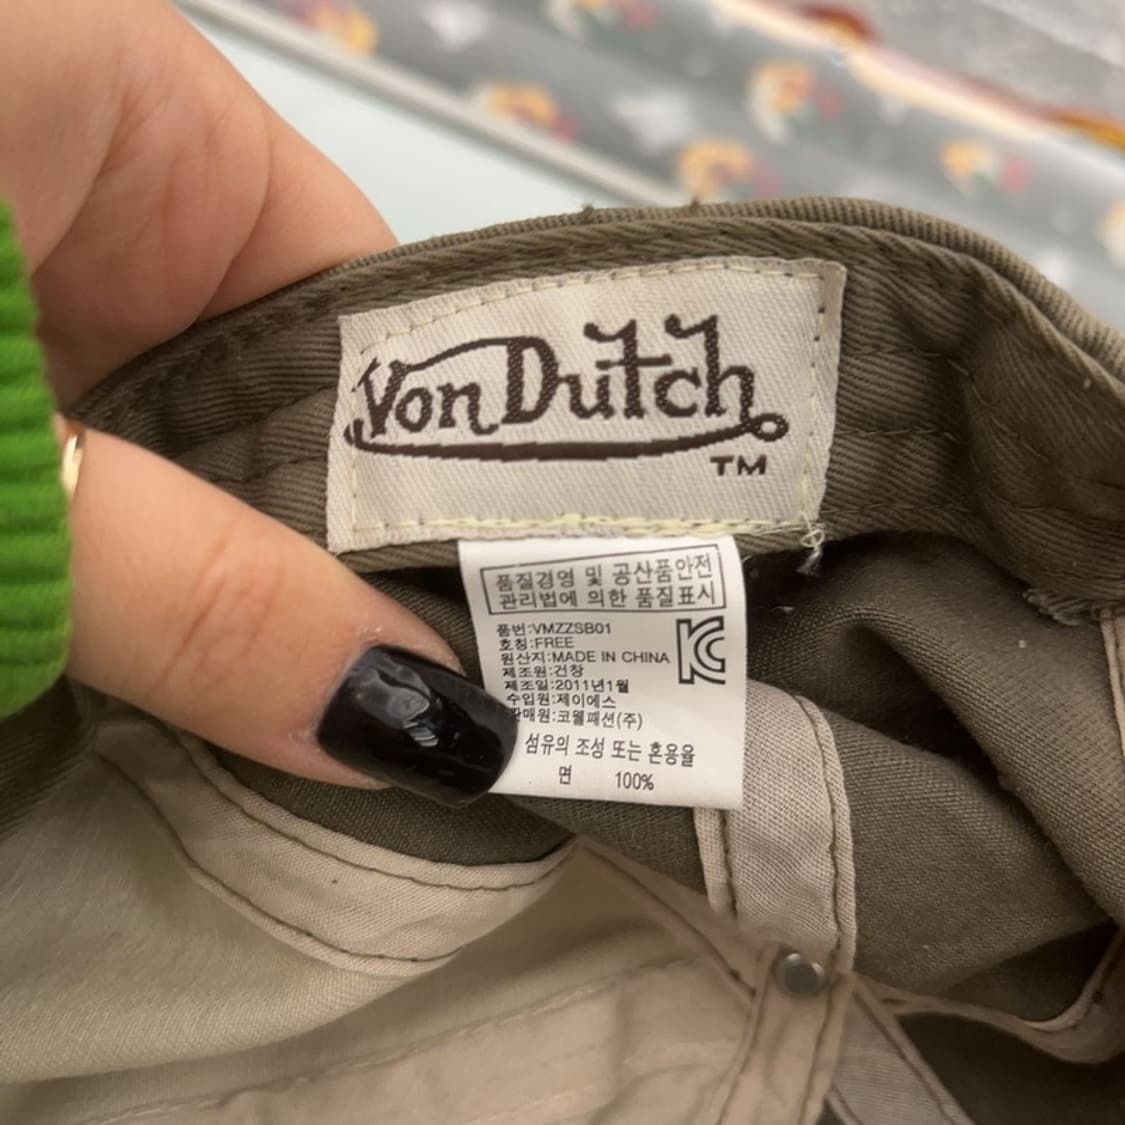 Von Dutch
TM
품질경영 및 공산품안전
관리법에 의한 품질표시
품번:VMZZSB01
호칭:FREE
원산지:MADE IN CHINA
제조원:건창
제조일:2011년1월
수입원:제이에스
판매원:코웰패션(주)
섬유의 조성 또는 혼용율
면 100%
KC